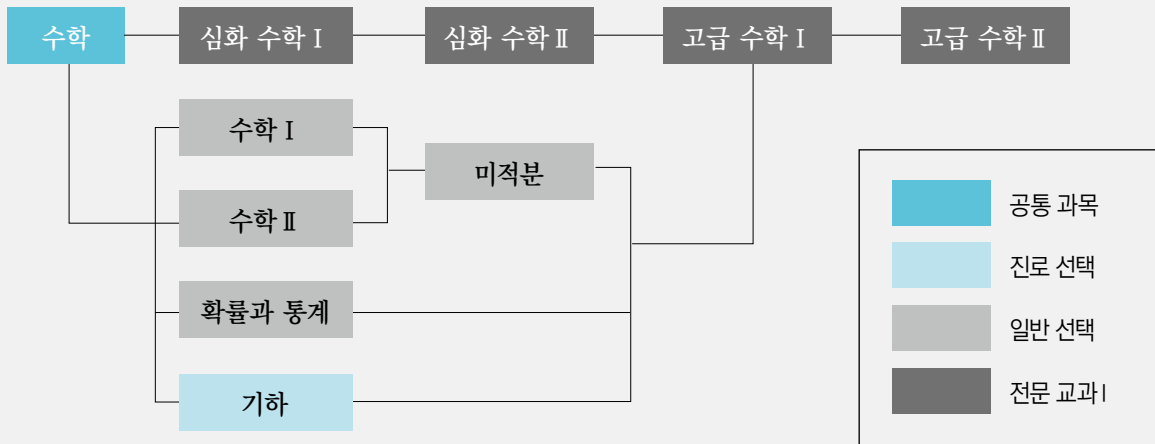 수학
심화 수학 Ⅰ
심화 수학 Ⅱ
고급 수학 Ⅰ
고급 수학 Ⅱ
수학 Ⅰ
수학 Ⅱ
미적분
확률과 통계
기하
공통 과목
진로 선택
일반 선택
전문 교과Ⅰ